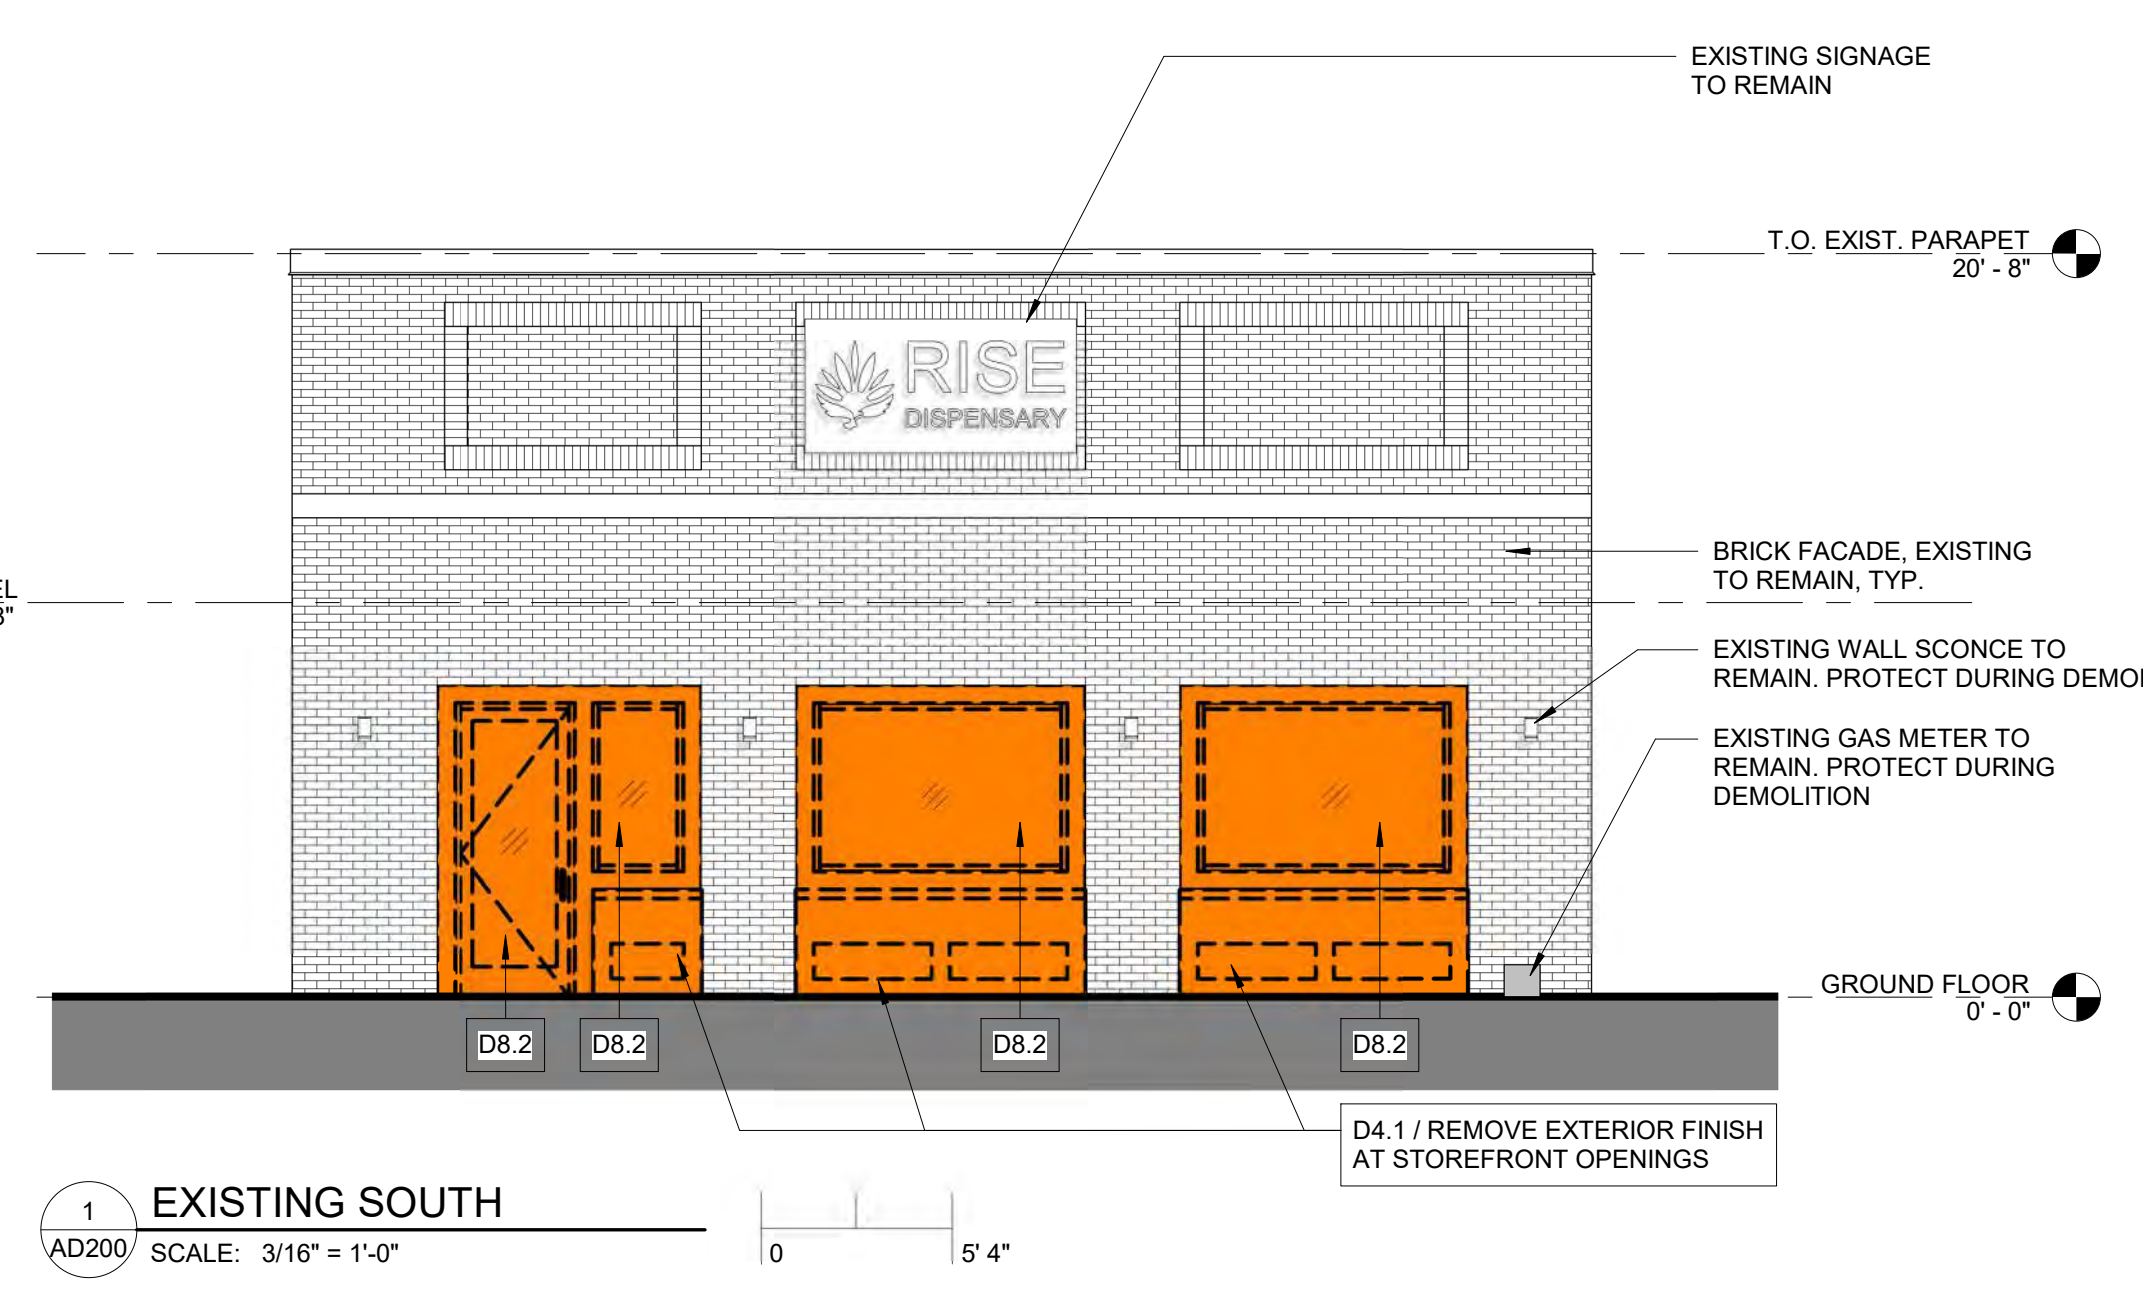 EXISTING SIGNAGE
TO REMAIN
T.O. EXIST. PARAPET
20' - 8"
RISE
DISPENSARY
BRICK FACADE, EXISTING
TO REMAIN, TYP.
EXISTING WALL SCONCE TO
REMAIN. PROTECT DURING
EXISTING GAS METER TO
REMAIN. PROTECT DURING
DEMOLITION
GROUND FLOOR
0' - 0"
D8.2
D8.2
D8.2
D8.2
D4.1 / REMOVE EXTERIOR FINISH
AT STOREFRONT OPENINGS
1
AD200
EXISTING SOUTH
SCALE: 3/16" = 1'-0"
0
5' 4"